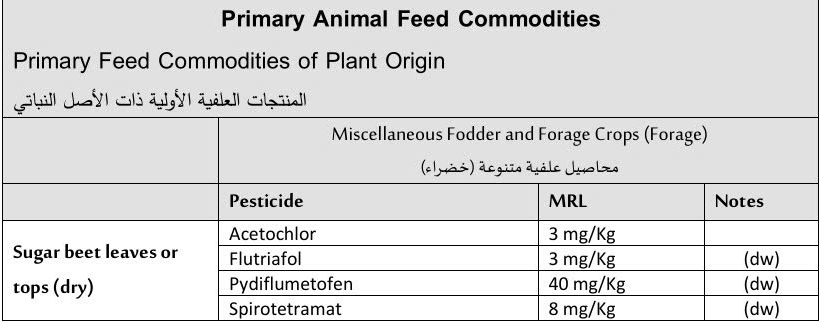 Primary Animal Feed Commodities
Primary Feed Commodities of Plant Origin
المنتجات العلفية الأولية ذات الأصل النباتي
Miscellaneous Fodder and Forage Crops (Forage)
محاصيل علفية متنوعة (خضراء)
Pesticide MRL Notes
Sugar beet leaves or
tops (dry)
Acetochlor 3 mg/Kg
Flutriafol 3 mg/Kg (dw)
Pydiflumetofen 40 mg/Kg (dw)
Spirotetramat 8 mg/Kg (dw)